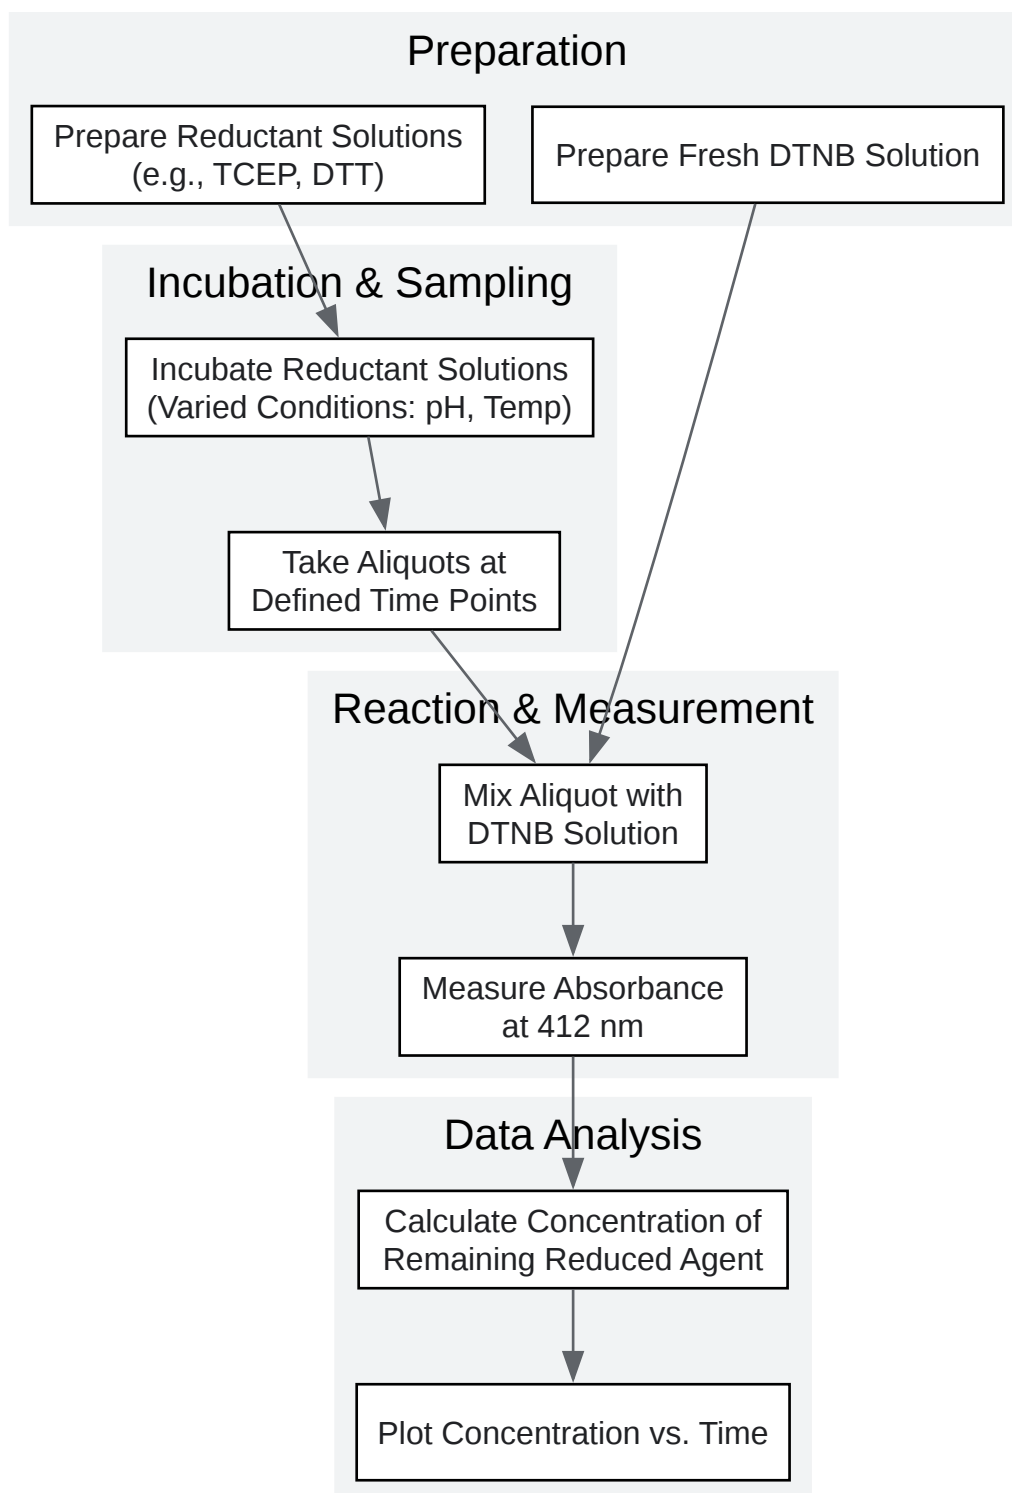 Preparation
Prepare Reductant Solutions
(e.g., TCEP, DTT)
Prepare Fresh DTNB Solution
Incubation & Sampling
Incubate Reductant Solutions
(Varied Conditions: pH, Temp)
Take Aliquots at
Defined Time Points
Reaction & Measurement
Mix Aliquot with
DTNB Solution
Measure Absorbance
at 412 nm
Data Analysis
Calculate Concentration of
Remaining Reduced Agent
Plot Concentration vs. Time